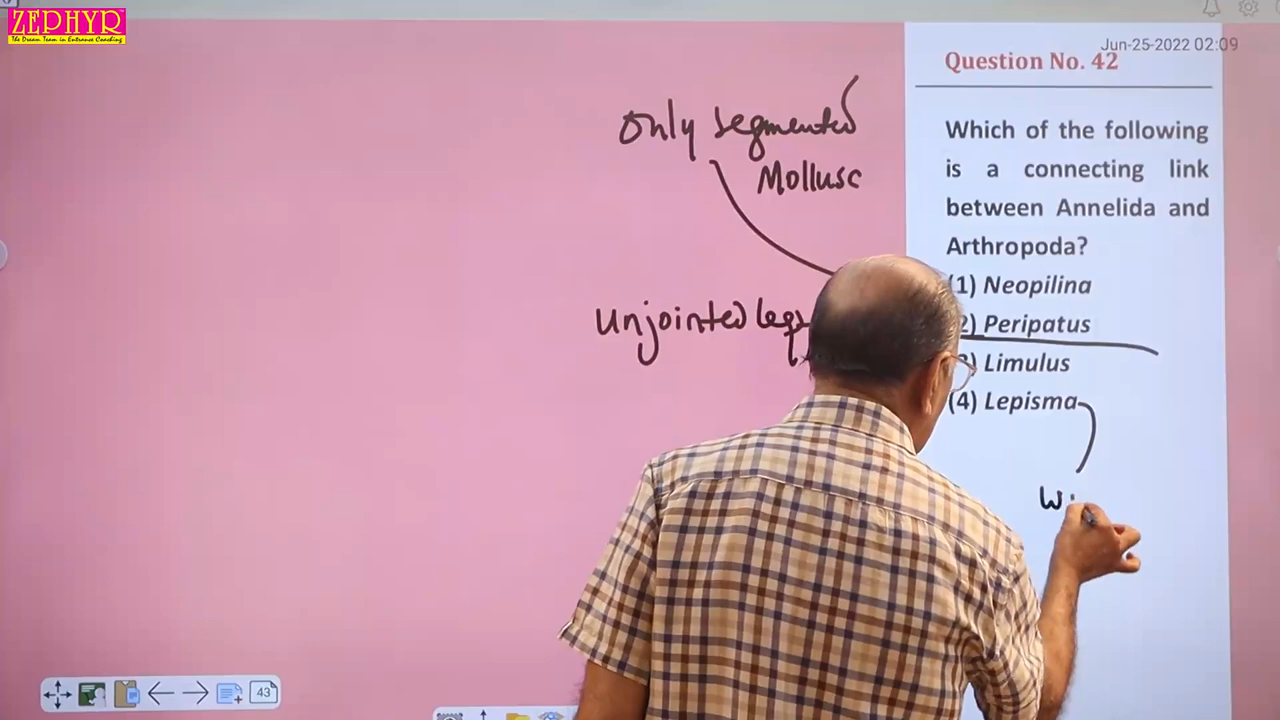 ZEPHYR
The Dream Team in Entrance Coaching
Jun-25-2022 02:09
Question No. 42
Only segmented
Mollusc
Unjointed legs
Which of the following
is a connecting link
between Annelida and
Arthropoda?
(1) Neopilina
(2) Peripatus
(3) Limulus
(4) Lepisma
43